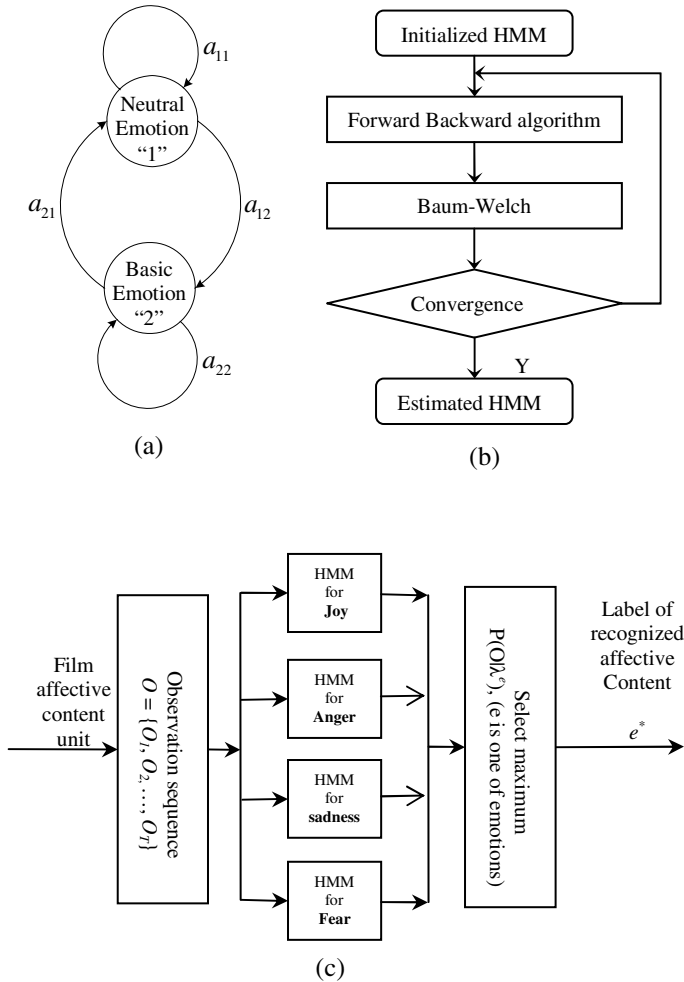 a₁₁
Neutral
Emotion
“1”
a₂₁
a₁₂
Basic
Emotion
“2”
a₂₂
(a)
Initialized HMM
Forward Backward algorithm
Baum-Welch
Convergence
Y
Estimated HMM
(b)
Film
affective
content
unit
Observation sequence
O = {O₁, O₂, ..., O_T}
HMM
for
Joy
HMM
for
Anger
HMM
for
sadness
HMM
for
Fear
Select maximum
P(O|λᵉ), (e is one of emotions)
Label of
recognized
affective
Content
e*
(c)